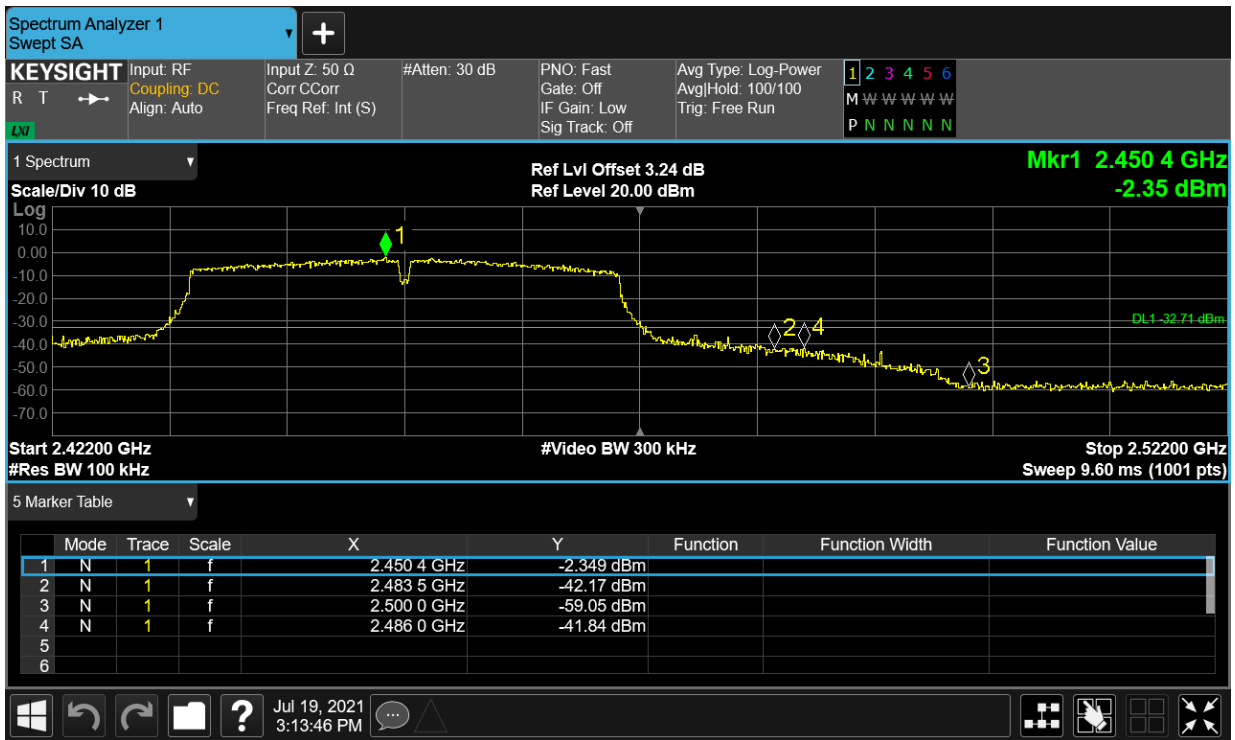 Spectrum Analyzer 1
Swept SA
+
KEYSIGHT Input: RF Input Z: 50 Ω #Atten: 30 dB PNO: Fast Avg Type: Log-Power 1 2 3 4 5 6
R T Coupling: DC Corr CCorr Gate: Off Avg|Hold: 100/100 M W W W W W
Align: Auto Freq Ref: Int (S) IF Gain: Low Trig: Free Run
LXI Sig Track: Off P N N N N N
1 Spectrum
Ref Lvl Offset 3.24 dB Mkr1 2.450 4 GHz
Scale/Div 10 dB Ref Level 20.00 dBm -2.35 dBm
Log
10.0
0.00
-10.0
-20.0
-30.0
-40.0
-50.0
-60.0
-70.0
1
2
4
3
DL1 -32.71 dBm
Start 2.42200 GHz #Video BW 300 kHz Stop 2.52200 GHz
#Res BW 100 kHz Sweep 9.60 ms (1001 pts)
5 Marker Table
Mode Trace Scale X Y Function Function Width Function Value
1 N 1 f 2.450 4 GHz -2.349 dBm
2 N 1 f 2.483 5 GHz -42.17 dBm
3 N 1 f 2.500 0 GHz -59.05 dBm
4 N 1 f 2.486 0 GHz -41.84 dBm
5
6
? Jul 19, 2021
3:13:46 PM